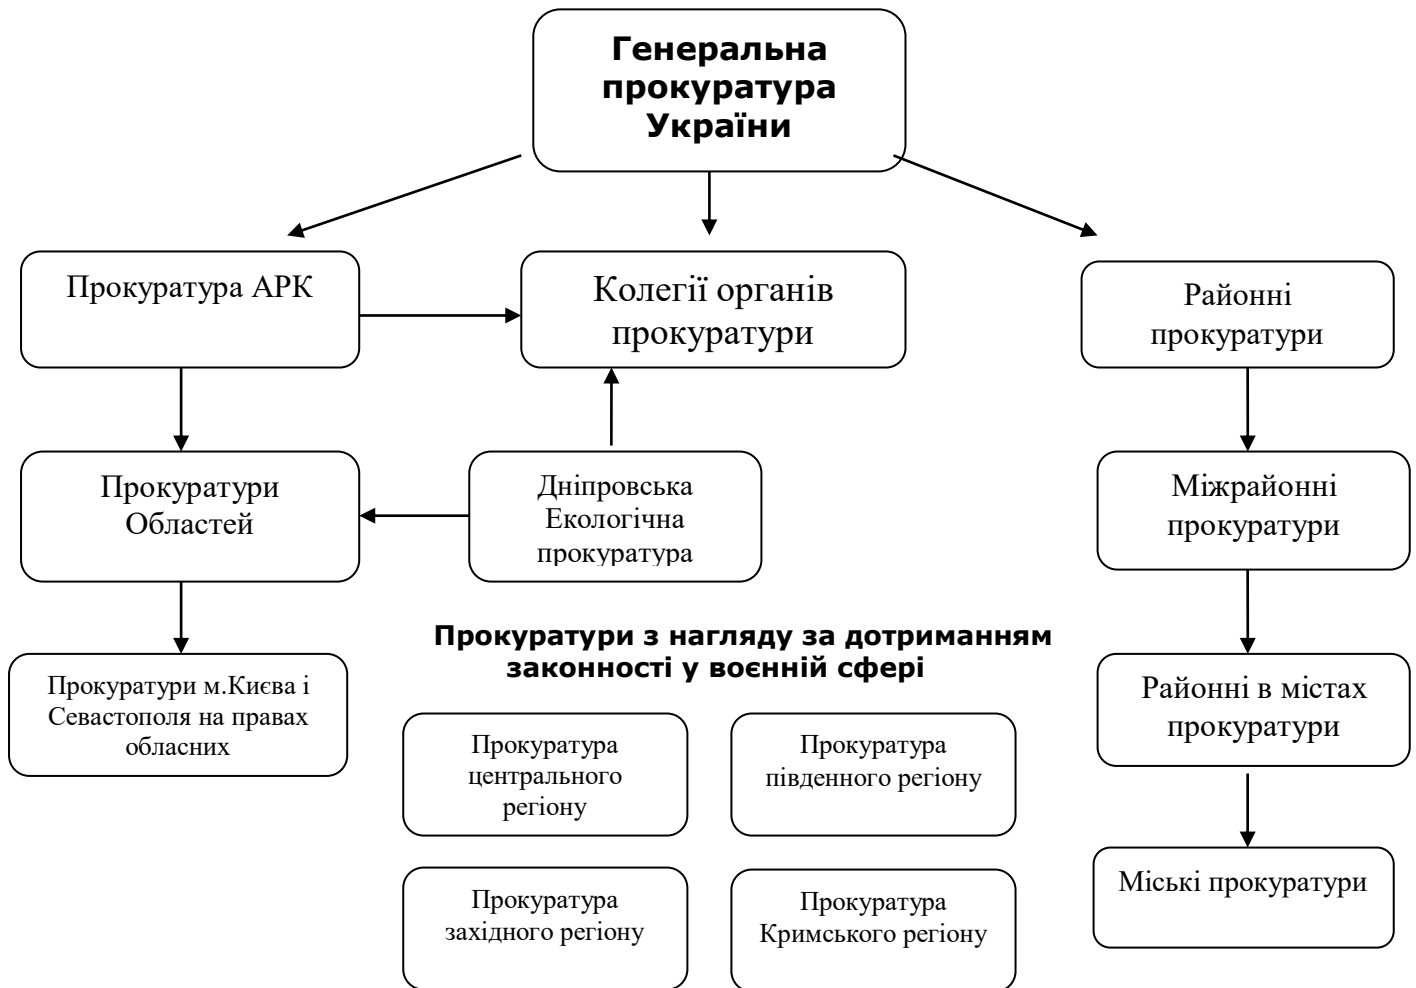 Генеральна
прокуратура
України
Прокуратура АРК
Колегії органів
прокуратури
Районні
прокуратури
Прокуратури
Областей
Дніпровська
Екологічна
прокуратура
Міжрайонні
прокуратури
Прокуратури з нагляду за дотриманням
законності у воєнній сфері
Прокуратури м.Києва і
Севастополя на правах
обласних
Районні в містах
прокуратури
Прокуратура
центрального
регіону
Прокуратура
південного регіону
Міські прокуратури
Прокуратура
західного регіону
Прокуратура
Кримського регіону